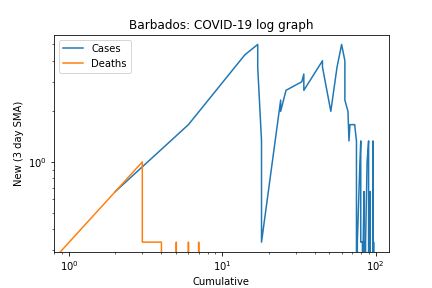 Barbados: COVID-19 log graph
Cases
Deaths
New (3 day SMA)
10⁰
10⁰
10¹
10²
Cumulative